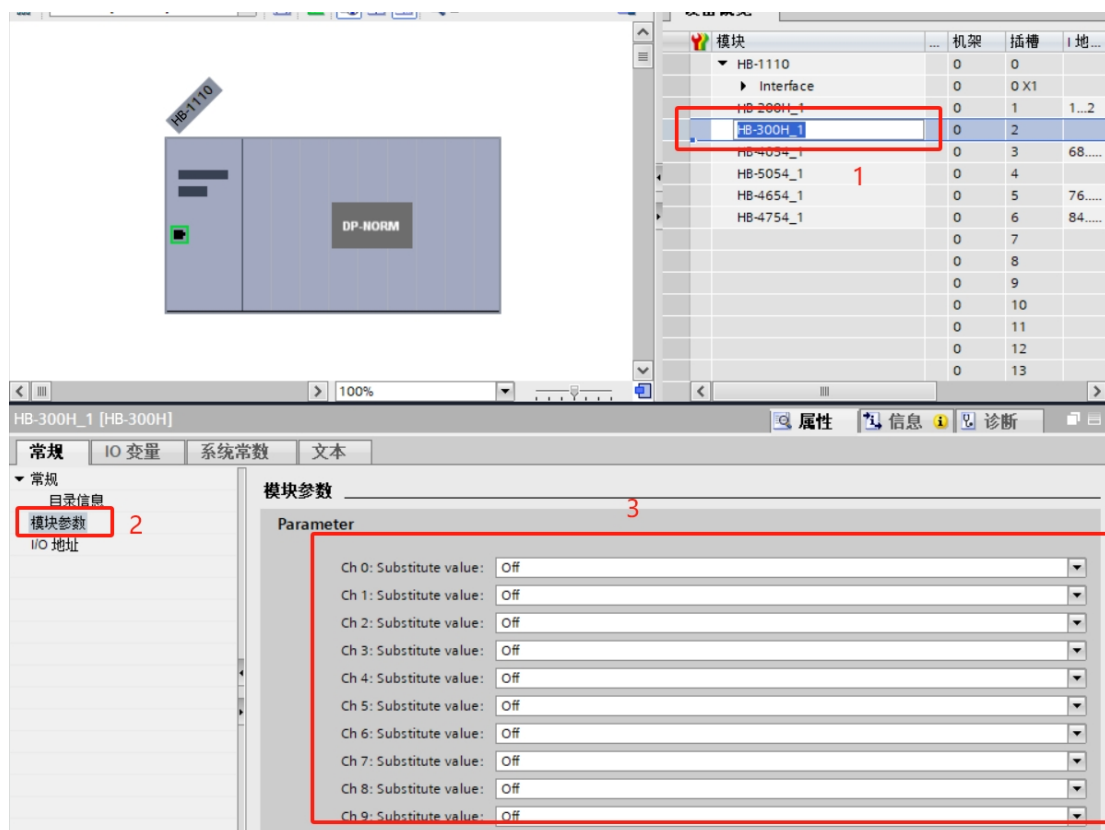 模块 ... 机架 插槽 I 地...
HB-1110 0 0
Interface 0 0 X1
HB-200H_1 0 1 1...2
HB-300H_1 0 2
HB-4054_1 0 3 68.....
HB-5054_1 0 4
HB-4654_1 0 5 76.....
HB-4754_1 0 6 84.....
0 7
0 8
0 9
0 10
0 11
0 12
0 13
1
HB-1110
DP-NORM
100%
HB-300H_1 [HB-300H]
属性 信息 诊断
常规 IO 变量 系统常数 文本
常规
目录信息
模块参数 2
I/O 地址
模块参数
3
Parameter
Ch 0: Substitute value: Off
Ch 1: Substitute value: Off
Ch 2: Substitute value: Off
Ch 3: Substitute value: Off
Ch 4: Substitute value: Off
Ch 5: Substitute value: Off
Ch 6: Substitute value: Off
Ch 7: Substitute value: Off
Ch 8: Substitute value: Off
Ch 9: Substitute value: Off